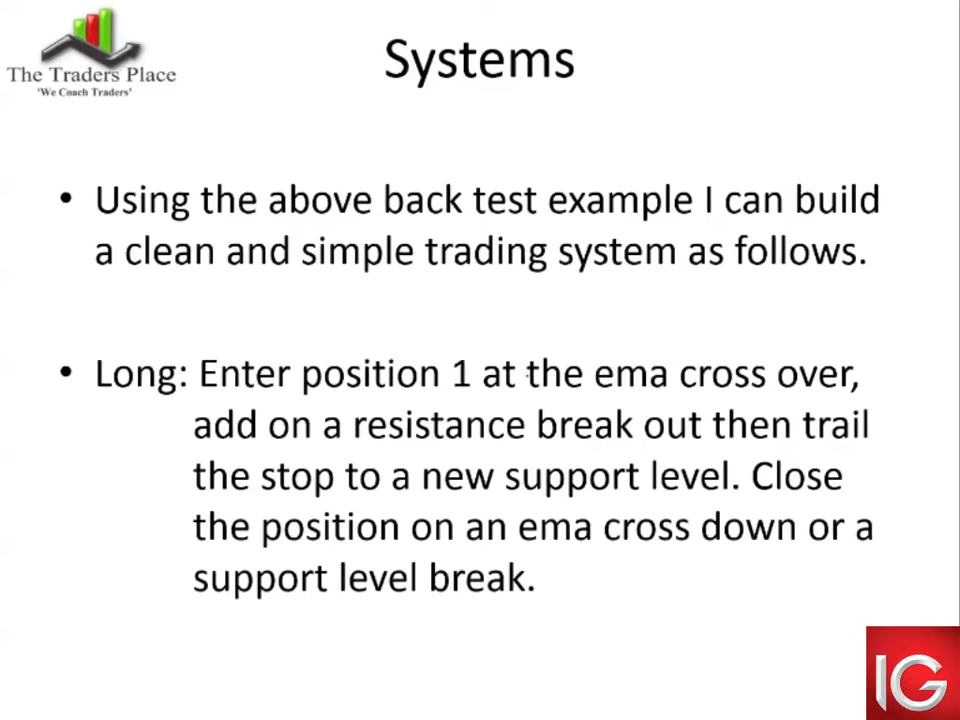 The Traders Place
'We Coach Traders'
Systems
• Using the above back test example I can build
a clean and simple trading system as follows.
• Long: Enter position 1 at the ema cross over,
add on a resistance break out then trail
the stop to a new support level. Close
the position on an ema cross down or a
support level break.
IG